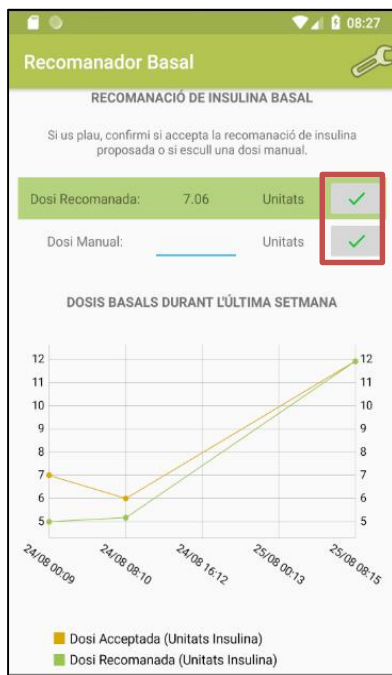 08:27
Recomanador Basal
RECOMANACIÓ DE INSULINA BASAL
Si us plau, confirmi si accepta la recomanació de insulina
proposada o si escull una dosi manual.
Dosi Recomanada: 7.06 Unitats
Dosi Manual: Unitats
DOSIS BASALS DURANT L'ÚLTIMA SETMANA
12 12
11 11
10 10
9 9
8 8
7 7
6 6
5 5
24/08 00:09 24/08 08:10 24/08 16:12 25/08 00:13 25/08 08:15
Dosi Acceptada (Unitats Insulina)
Dosi Recomanada (Unitats Insulina)